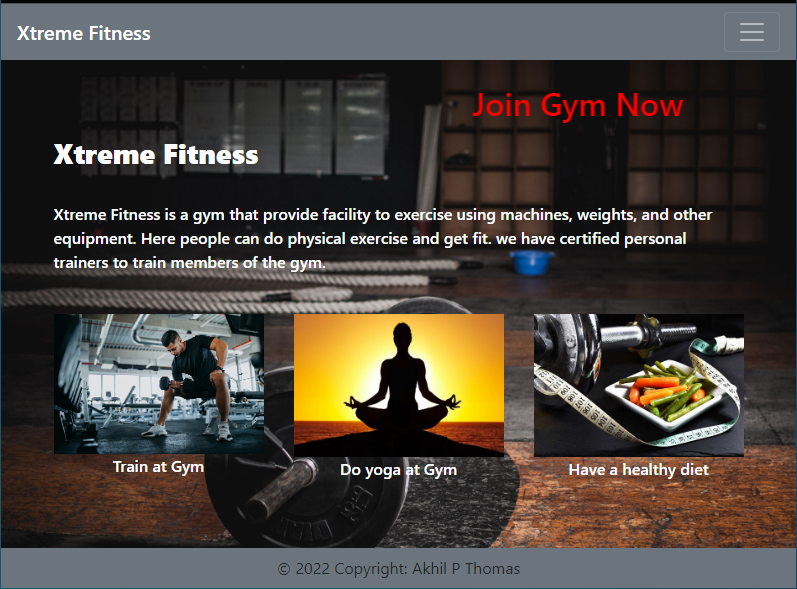 Xtreme Fitness
Join Gym Now
Xtreme Fitness
Xtreme Fitness is a gym that provide facility to exercise using machines, weights, and other
equipment. Here people can do physical exercise and get fit. we have certified personal
trainers to train members of the gym.
Train at Gym
Do yoga at Gym
Have a healthy diet
© 2022 Copyright: Akhil P Thomas